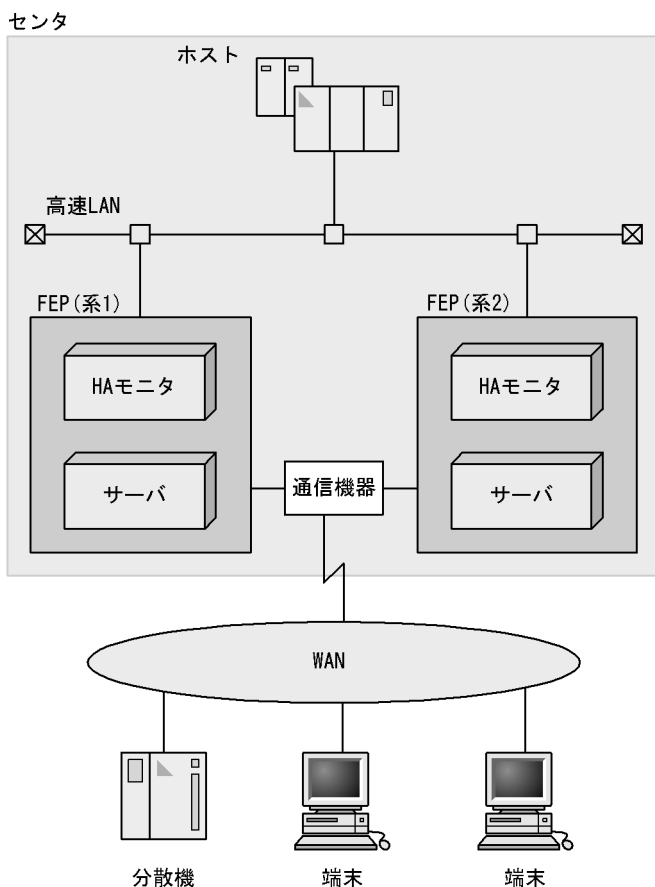 センタ
ホスト
高速LAN
FEP(系1)
FEP(系2)
HAモニタ
HAモニタ
サーバ
通信機器
サーバ
WAN
分散機
端末
端末